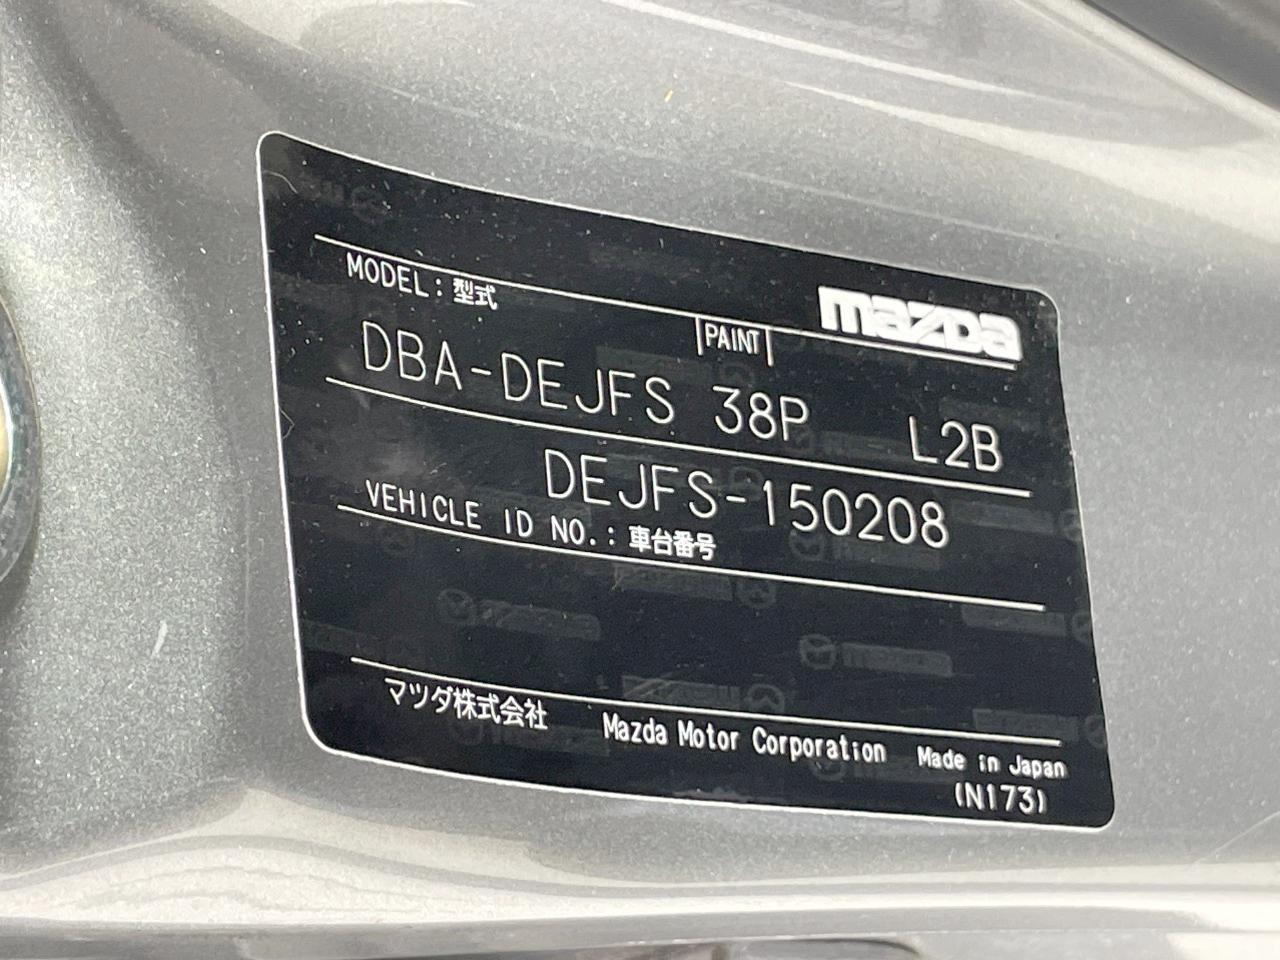 mazda
MODEL: 型式
PAINT
DBA-DEJFS 38P L2B
DEJFS-150208
VEHICLE ID NO.: 車台番号
マツダ株式会社 Mazda Motor Corporation Made in Japan
(N173)